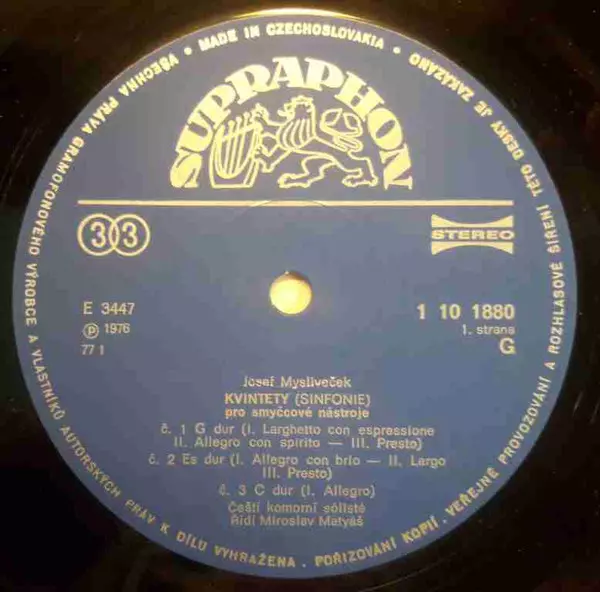 VŠECHNA PRÁVA GRAMOFONOVÉHO VÝROBCE A VLASTNÍKŮ AUTORSKÝCH PRÁV K DÍLU VYHRAŽENA . POŘIZOVÁNÍ KOPIÍ, VEŘEJNÉ PROVOZOVÁNÍ A ROZHLASOVÉ ŠÍŘENÍ TÉTO DESKY JE ZAKÁZÁNO • MADE IN CZECHOSLOVAKIA •
SUPRAPHON
33
STEREO
E 3447
℗ 1976
77 1
1 10 1880
1. strana
G
Josef Mysliveček
KVINTETY (SINFONIE)
pro smyčcové nástroje
č. 1 G dur (I. Larghetto con espressione
II. Allegro con spirito — III. Presto)
č. 2 Es dur (I. Allegro con brio — II. Largo
III. Presto)
č. 3 C dur (I. Allegro)
Čeští komorní sólisté
Řídí Miroslav Matyáš